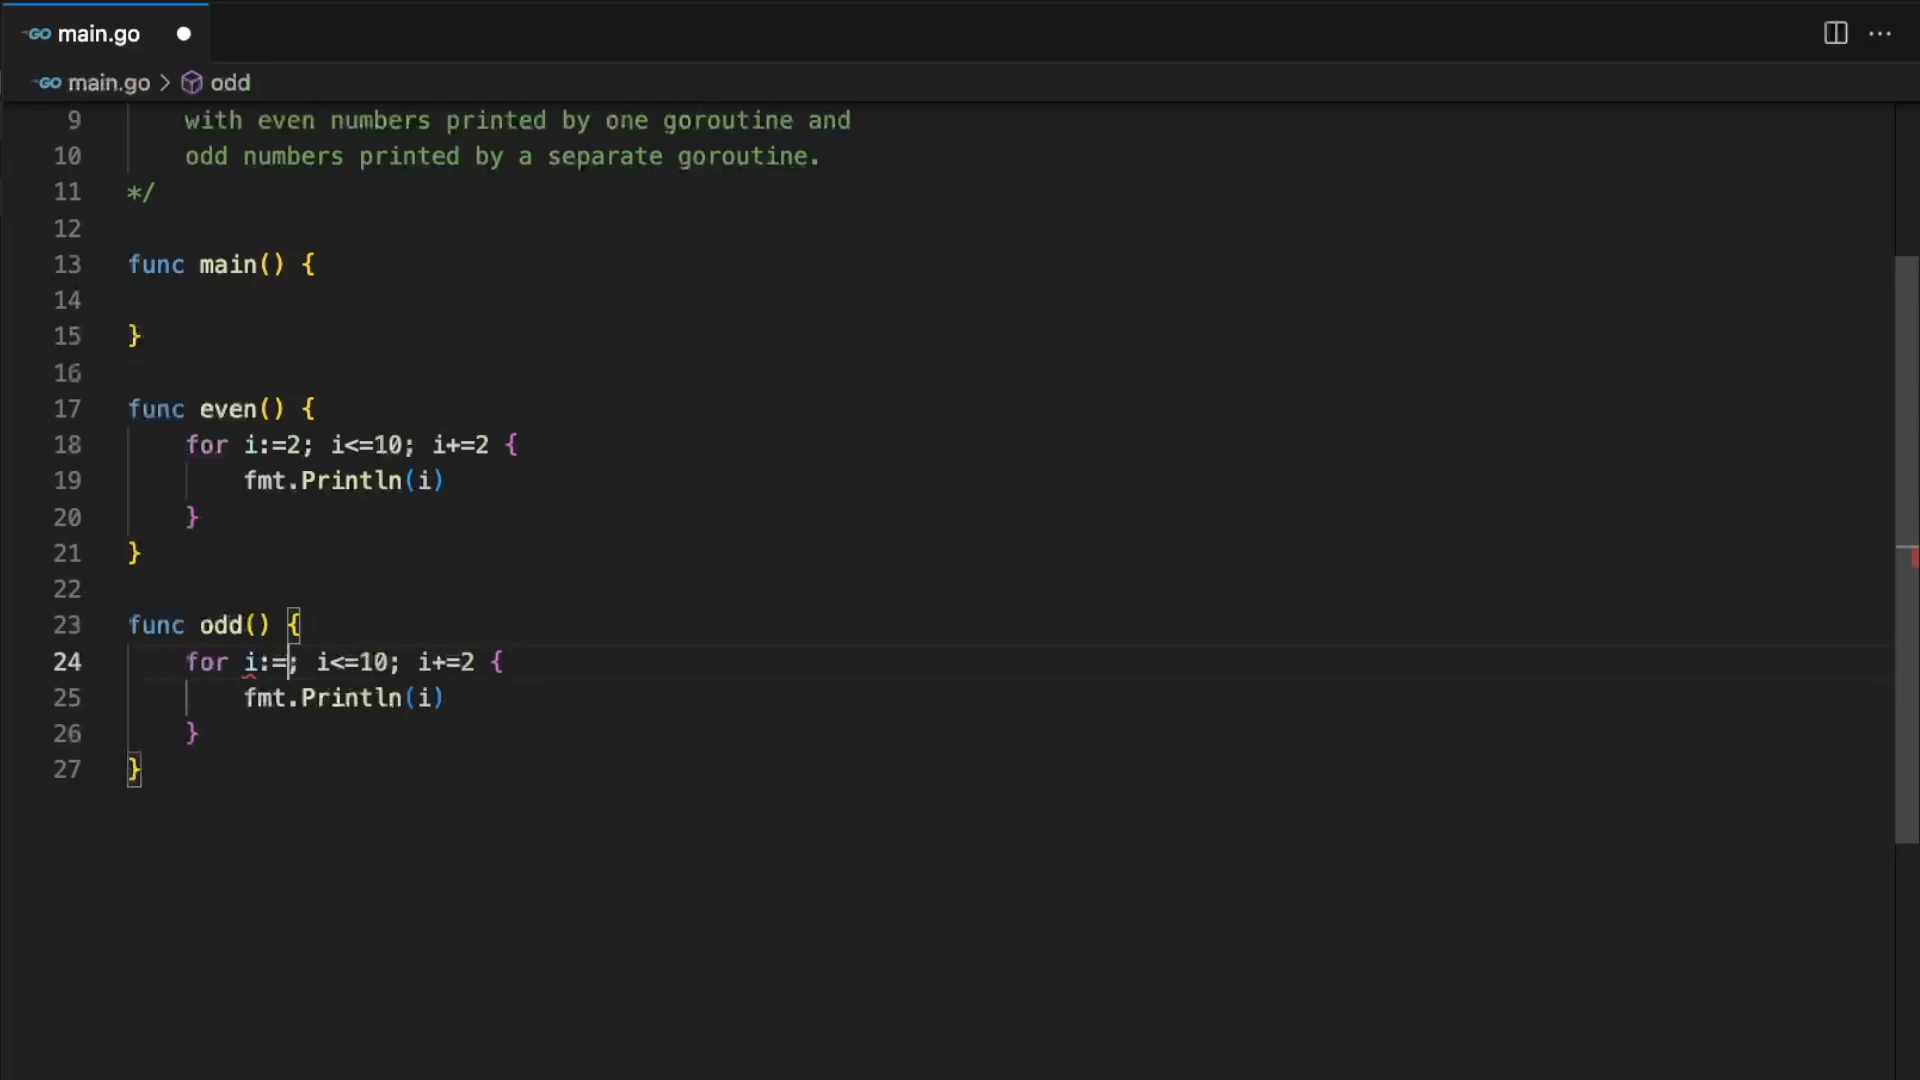 GO main.go
GO main.go > odd
9 with even numbers printed by one goroutine and
10 odd numbers printed by a separate goroutine.
11 */
12
13 func main() {
14
15 }
16
17 func even() {
18 for i:=2; i<=10; i+=2 {
19 fmt.Println(i)
20 }
21 }
22
23 func odd() {
24 for i:=; i<=10; i+=2 {
25 fmt.Println(i)
26 }
27 }